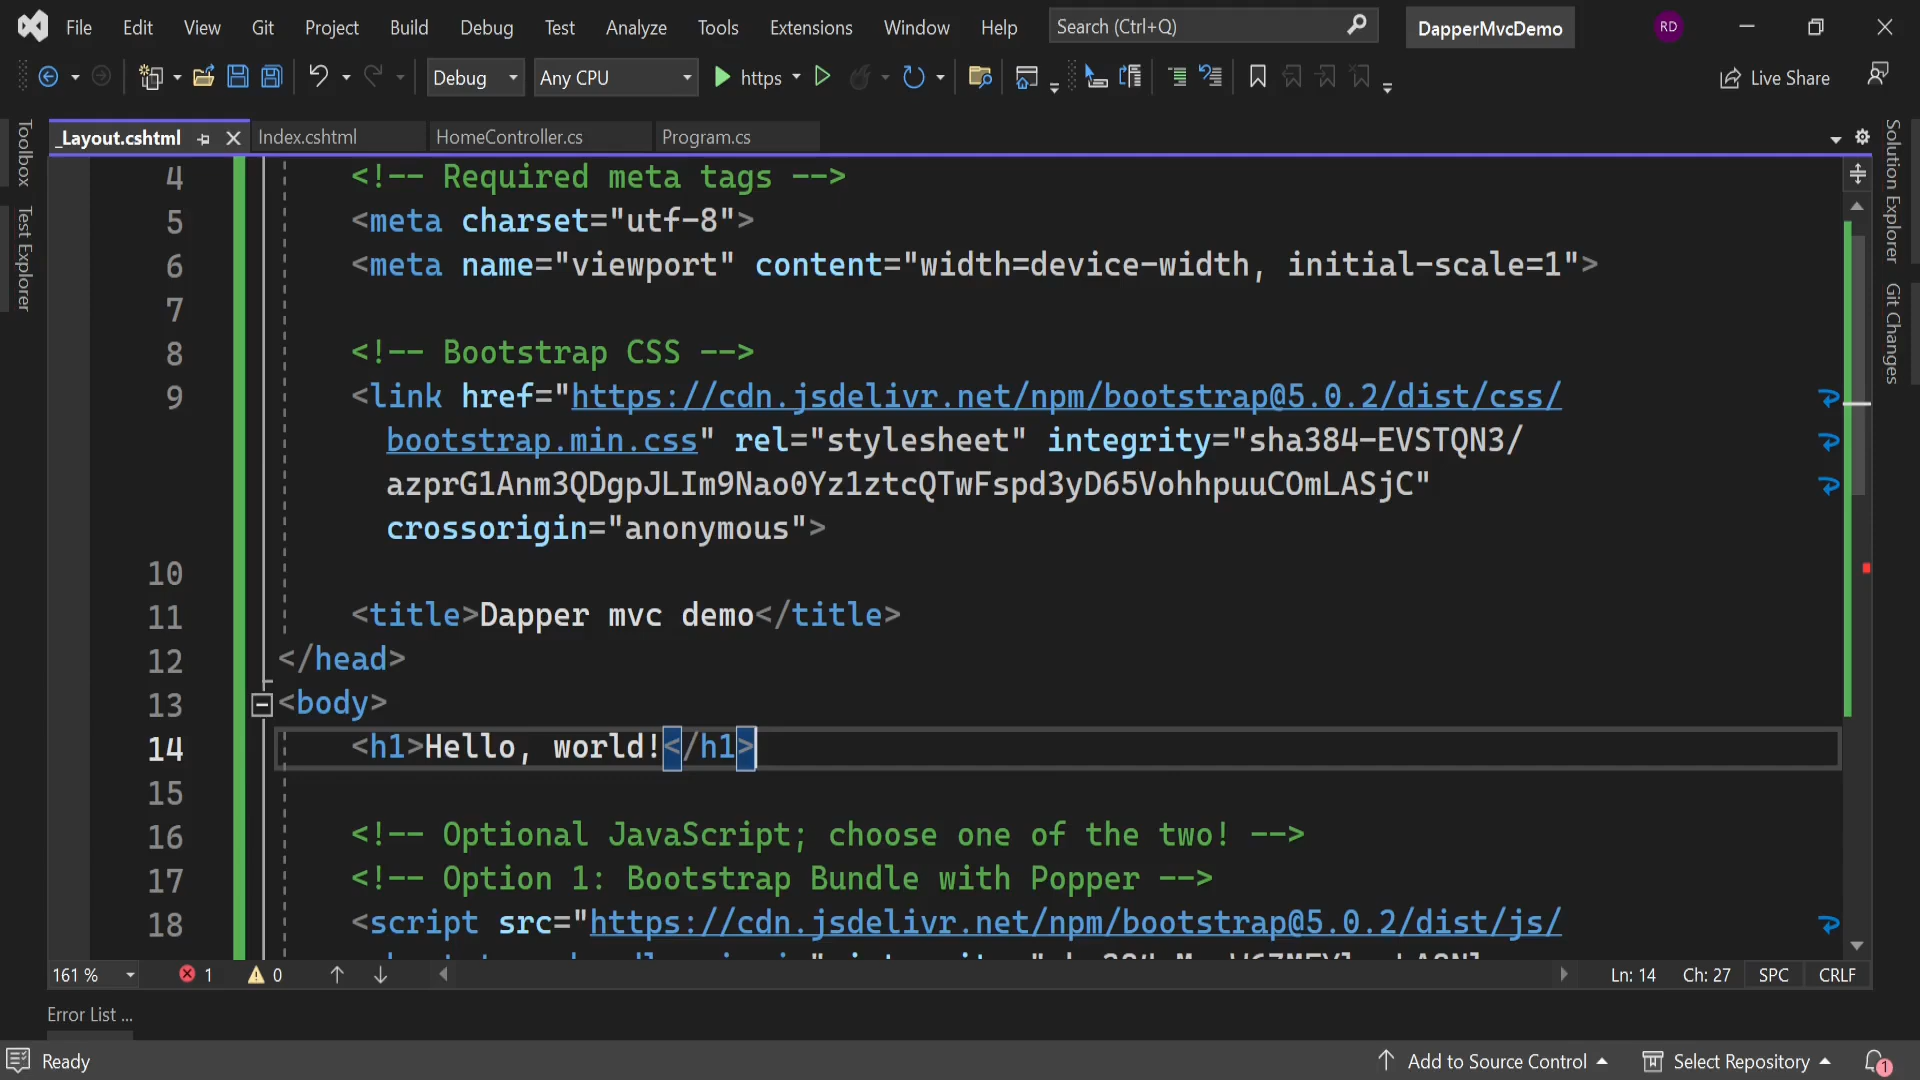 File Edit View Git Project Build Debug Test Analyze Tools Extensions Window Help Search (Ctrl+Q) DapperMvcDemo RD
Debug Any CPU https Live Share
_Layout.cshtml Index.cshtml HomeController.cs Program.cs
Toolbox
Test Explorer
Solution Explorer
Git Changes
4 <!-- Required meta tags -->
5 <meta charset="utf-8">
6 <meta name="viewport" content="width=device-width, initial-scale=1">
7
8 <!-- Bootstrap CSS -->
9 <link href="https://cdn.jsdelivr.net/npm/bootstrap@5.0.2/dist/css/
bootstrap.min.css" rel="stylesheet" integrity="sha384-EVSTQN3/
azprG1Anm3QDgpJLIm9Nao0Yz1ztcQTwFspd3yD65VohhpuuCOmLASjC"
crossorigin="anonymous">
10
11 <title>Dapper mvc demo</title>
12 </head>
13 <body>
14 <h1>Hello, world!</h1>
15
16 <!-- Optional JavaScript; choose one of the two! -->
17 <!-- Option 1: Bootstrap Bundle with Popper -->
18 <script src="https://cdn.jsdelivr.net/npm/bootstrap@5.0.2/dist/js/
161 % 1 0 Ln: 14 Ch: 27 SPC CRLF
Error List ...
Ready Add to Source Control Select Repository 1